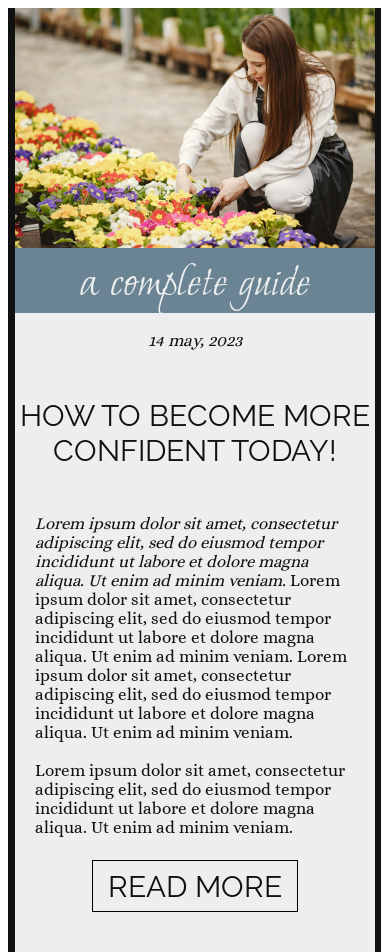 a complete guide
14 may, 2023
HOW TO BECOME MORE
CONFIDENT TODAY!
Lorem ipsum dolor sit amet, consectetur
adipiscing elit, sed do eiusmod tempor
incididunt ut labore et dolore magna
aliqua. Ut enim ad minim veniam. Lorem
ipsum dolor sit amet, consectetur
adipiscing elit, sed do eiusmod tempor
incididunt ut labore et dolore magna
aliqua. Ut enim ad minim veniam. Lorem
ipsum dolor sit amet, consectetur
adipiscing elit, sed do eiusmod tempor
incididunt ut labore et dolore magna
aliqua. Ut enim ad minim veniam.
Lorem ipsum dolor sit amet, consectetur
adipiscing elit, sed do eiusmod tempor
incididunt ut labore et dolore magna
aliqua. Ut enim ad minim veniam.
READ MORE